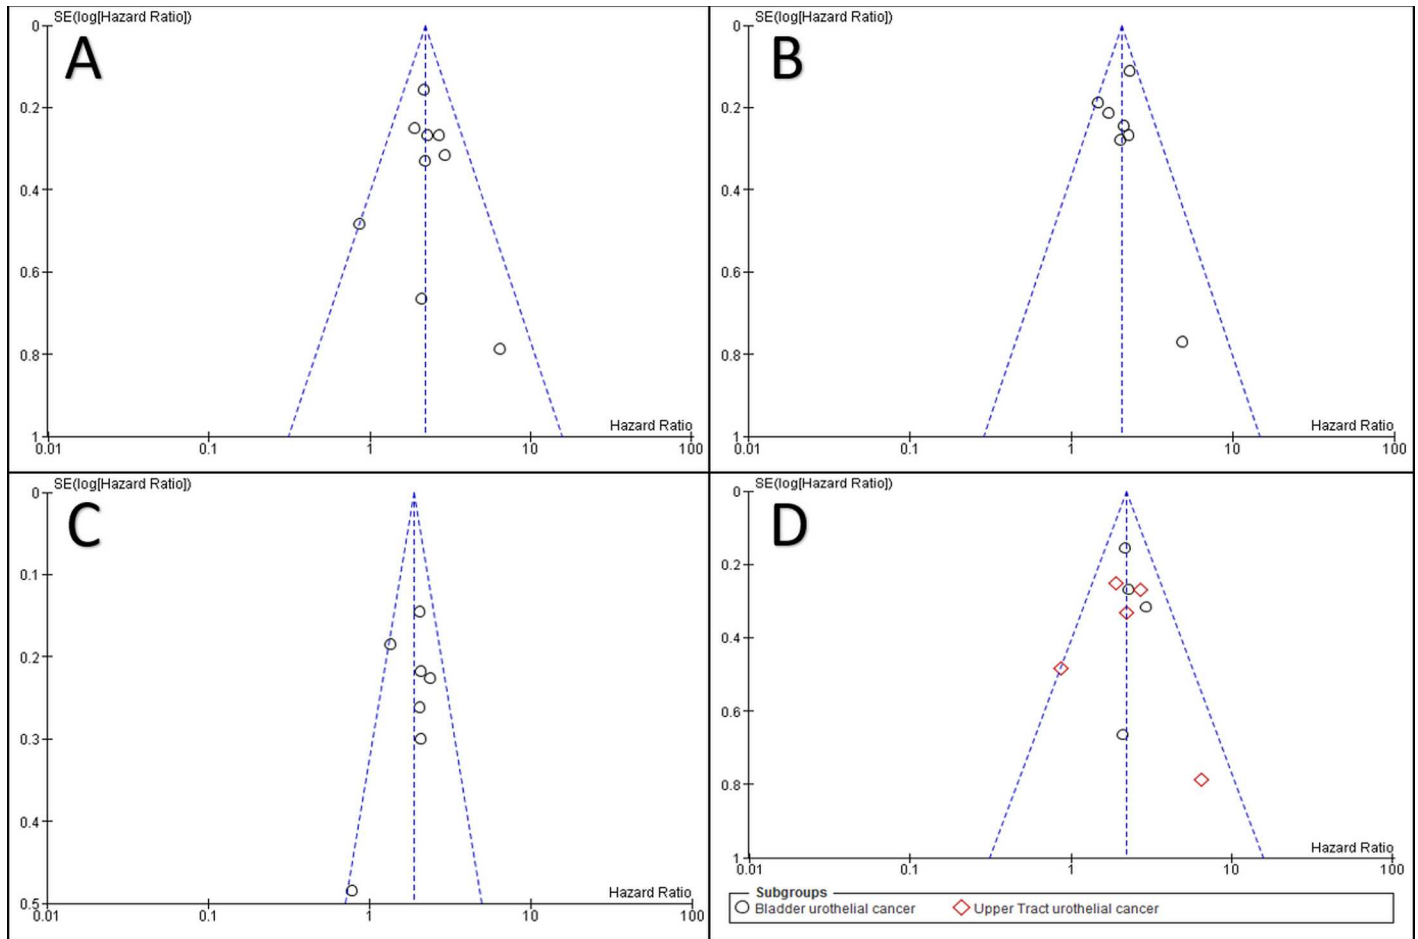 SE(log[Hazard Ratio])
A
0
0.2
0.4
0.6
0.8
1
Hazard Ratio
0.01 0.1 1 10 100
SE(log[Hazard Ratio])
B
0
0.2
0.4
0.6
0.8
1
Hazard Ratio
0.01 0.1 1 10 100
SE(log[Hazard Ratio])
C
0
0.1
0.2
0.3
0.4
0.5
Hazard Ratio
0.01 0.1 1 10 100
SE(log[Hazard Ratio])
D
0
0.2
0.4
0.6
0.8
1
Hazard Ratio
0.01 0.1 1 10 100
Subgroups
Bladder urothelial cancer Upper Tract urothelial cancer